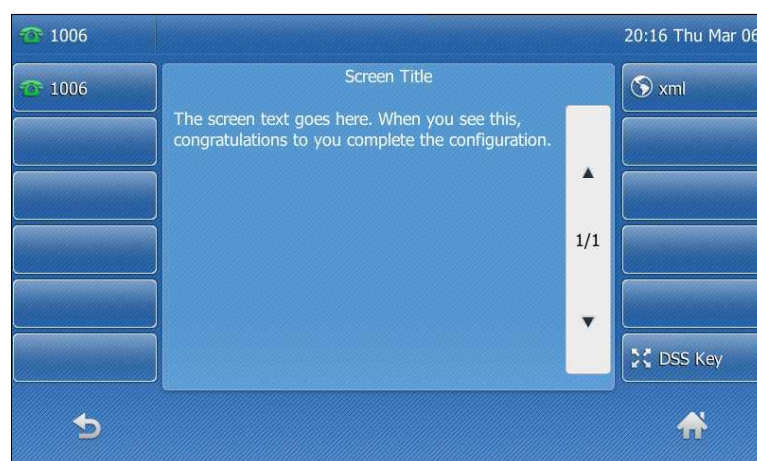 1006
20:16 Thu Mar 06
1006
Screen Title
xml
The screen text goes here. When you see this,
congratulations to you complete the configuration.
1/1
DSS Key